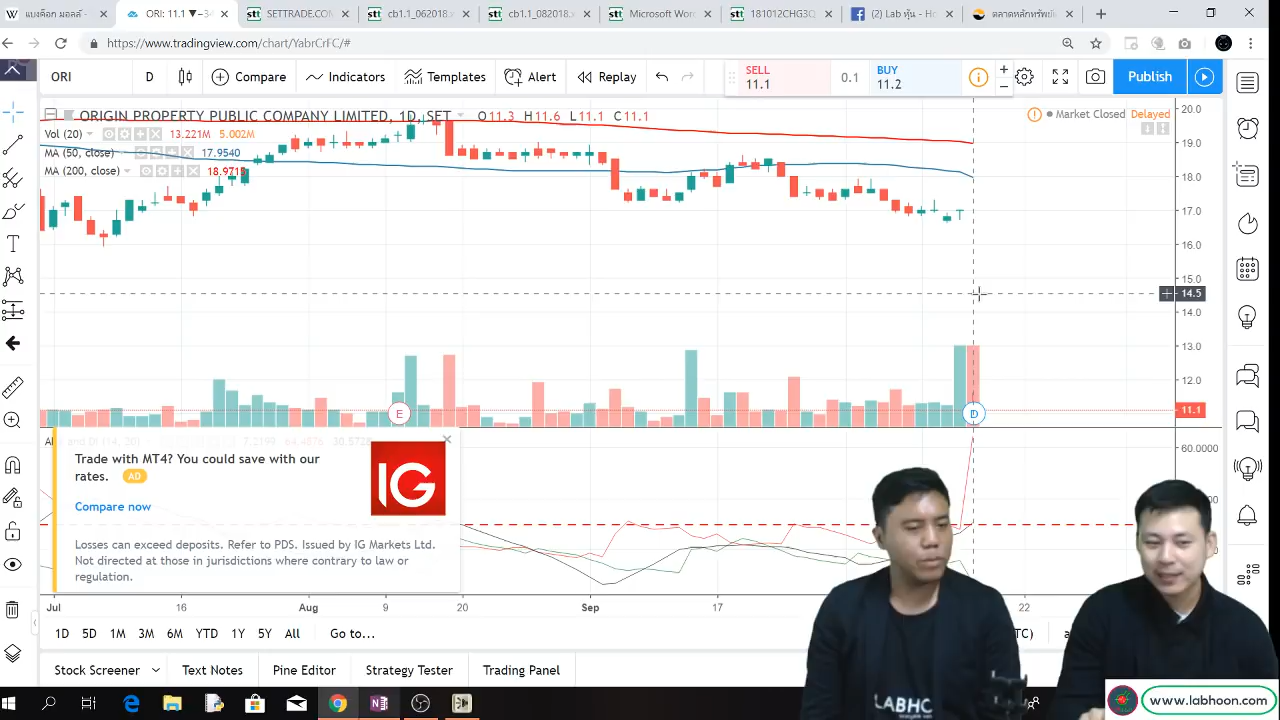 แบงด็อก มอลล์
ORI: 11.1 ▼−3
SETTRADE.COM
cb1.1_062018.x
cb1.1_082018.x
Microsoft Wor
181012CHG3Q
(2) Lab หุ้น - Ho
ตลาดหลักทรัพย์
https://www.tradingview.com/chart/YabrCrFC/#
ORI
D
Compare
Indicators
Templates
Alert
Replay
SELL
11.1
0.1
BUY
11.2
Publish
ORIGIN PROPERTY PUBLIC COMPANY LIMITED, 1D, SET
O11.3 H11.6 L11.1 C11.1
Market Closed Delayed
Vol (20)
13.221M 5.002M
MA (50, close)
17.9540
MA (200, close)
18.9715
20.0
19.0
18.0
17.0
16.0
15.0
14.5
14.0
13.0
12.0
11.1
E
D
60.0000
Trade with MT4? You could save with our
rates. AD
Compare now
IG
Losses can exceed deposits. Refer to PDS. Issued by IG Markets Ltd.
Not directed at those in jurisdictions where contrary to law or
regulation.
Jul 16 Aug 9 20 Sep 17 22
1D 5D 1M 3M 6M YTD 1Y 5Y All Go to...
TC)
Stock Screener
Text Notes
Pine Editor
Strategy Tester
Trading Panel
LABHO
www.labhoon.com